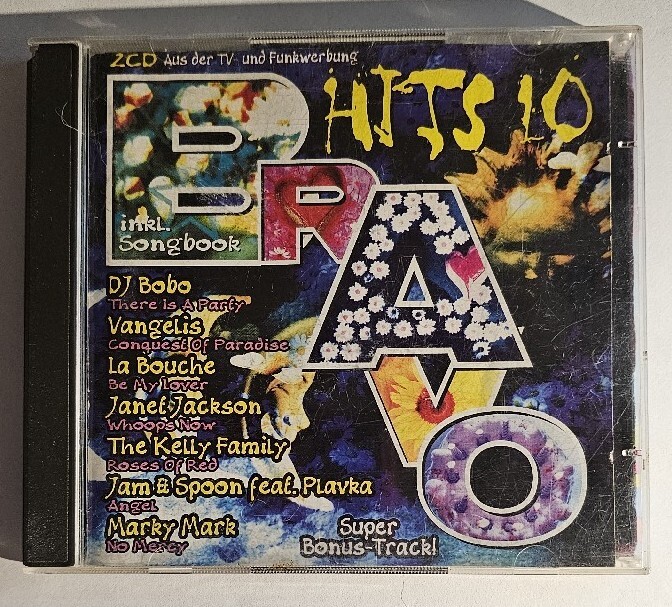 2CD Aus der TV- und Funkwerbung
HITS 10
BRAVO
inkl.
Songbook
DJ Bobo
There Is A Party
Vangelis
Conquest Of Paradise
La Bouche
Be My Lover
Janet Jackson
Whoops Now
The Kelly Family
Roses Of Red
Jam & Spoon feat. Plavka
Angel
Marky Mark
No Mercy
Super
Bonus-Track!